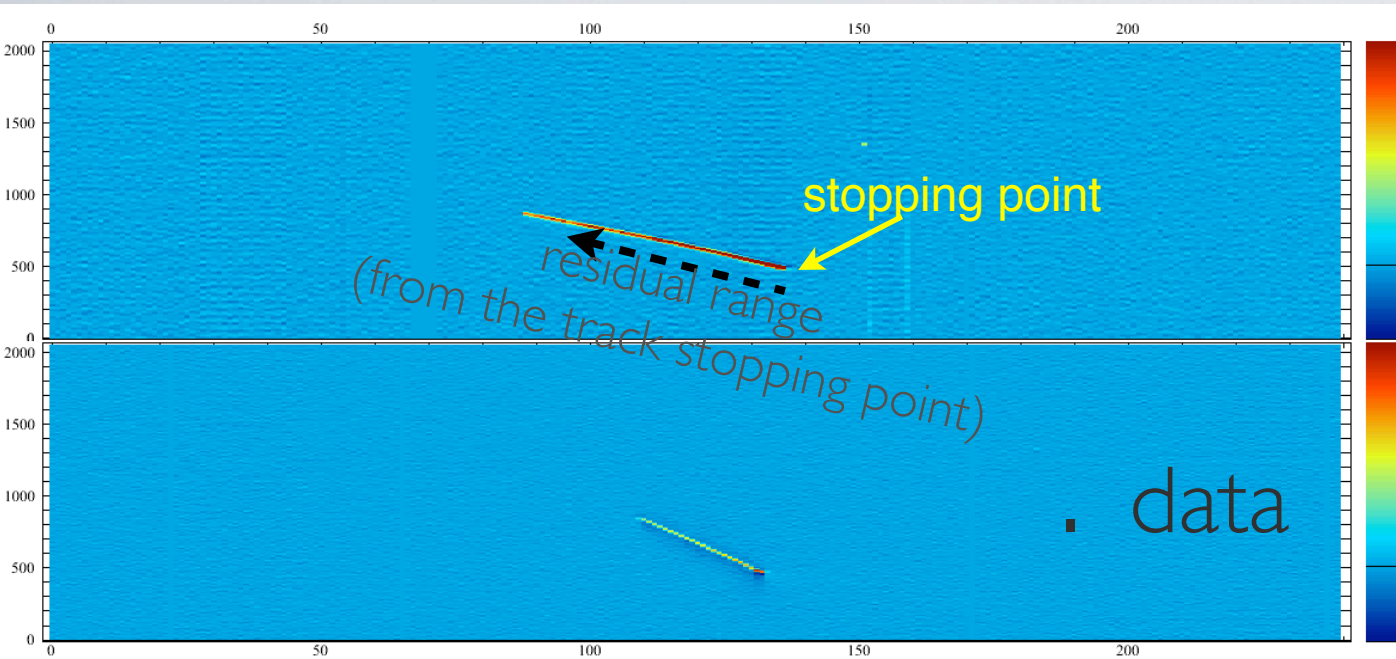 0 50 100 150 200
2000
1500
1000
500
0
stopping point
residual range
(from the track stopping point)
2000
1500
1000
500
0
. data
0 50 100 150 200